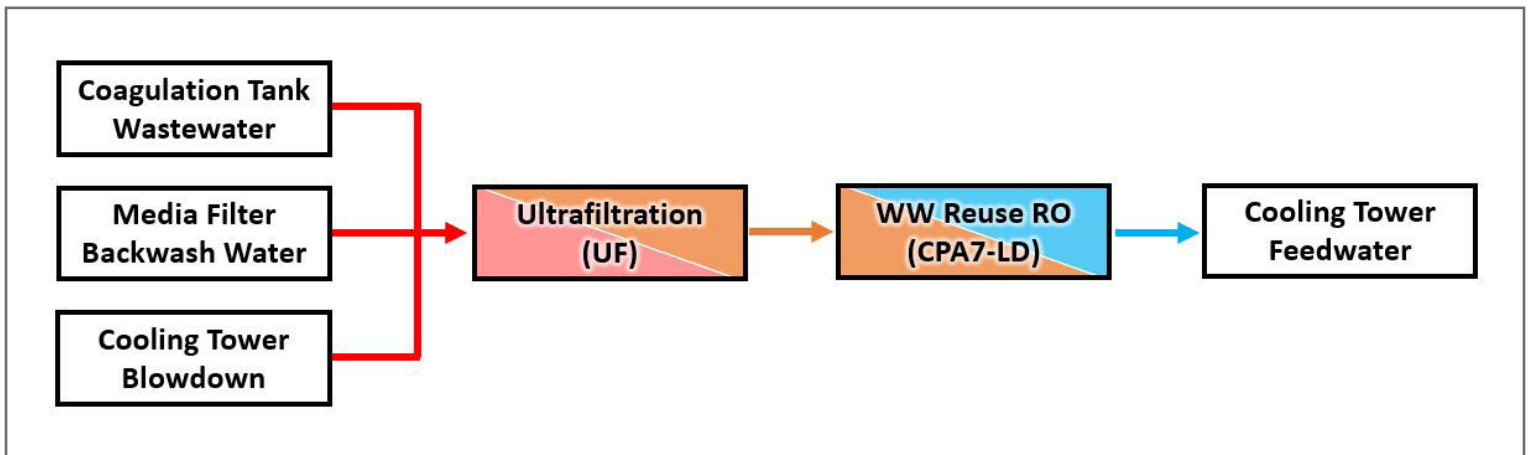 Coagulation Tank
Wastewater
Media Filter
Backwash Water
Cooling Tower
Blowdown
Ultrafiltration
(UF)
WW Reuse RO
(CPA7-LD)
Cooling Tower
Feedwater